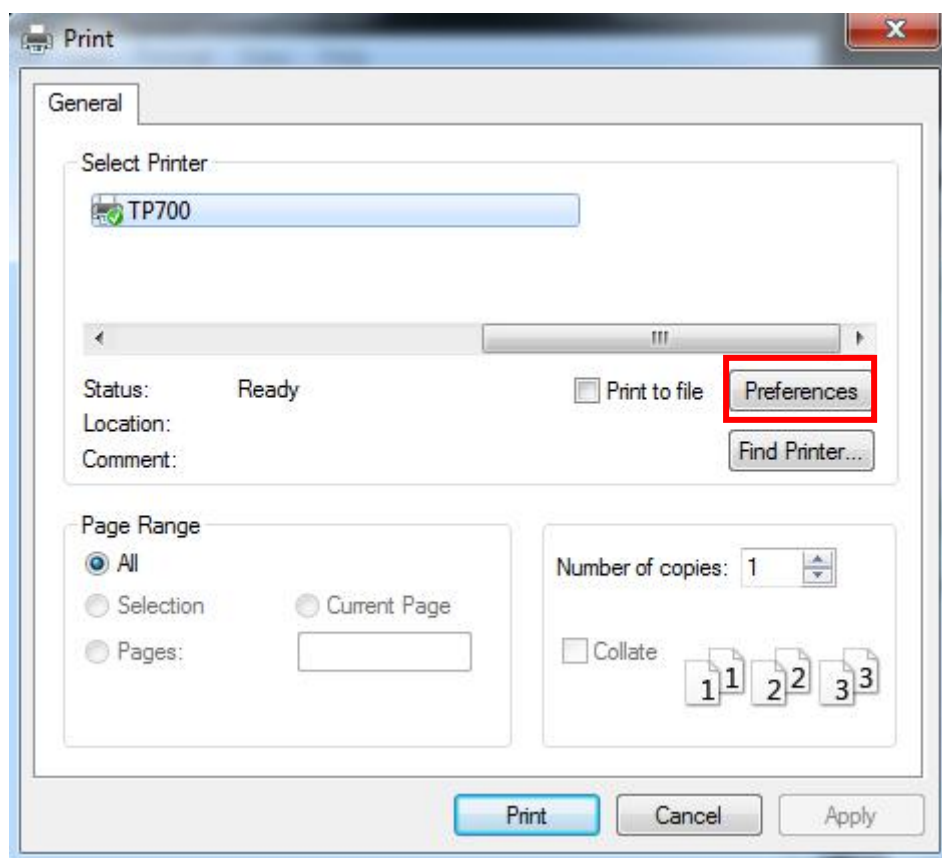 Print
General
Select Printer
TP700
Status: Ready
Print to file
Preferences
Location:
Comment:
Find Printer...
Page Range
All
Selection
Current Page
Pages:
Number of copies: 1
Collate
1 1 2 2 3 3
Print Cancel Apply